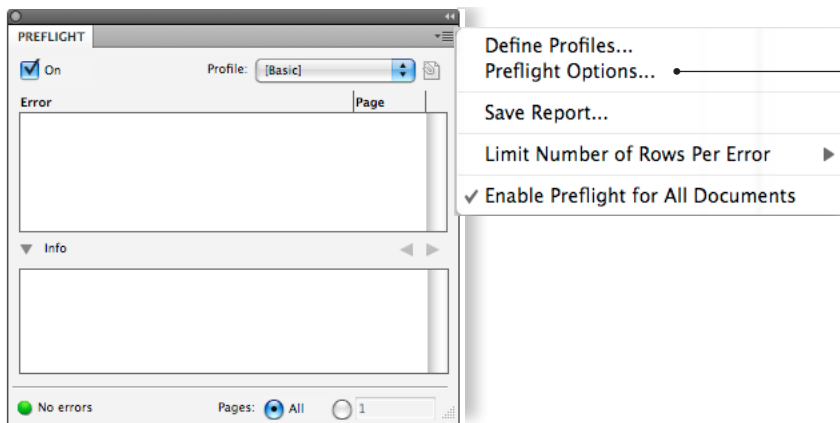 PREFLIGHT
On Profile: [Basic]
Error Page
Info
No errors Pages: All 1
Define Profiles...
Preflight Options...
Save Report...
Limit Number of Rows Per Error
Enable Preflight for All Documents